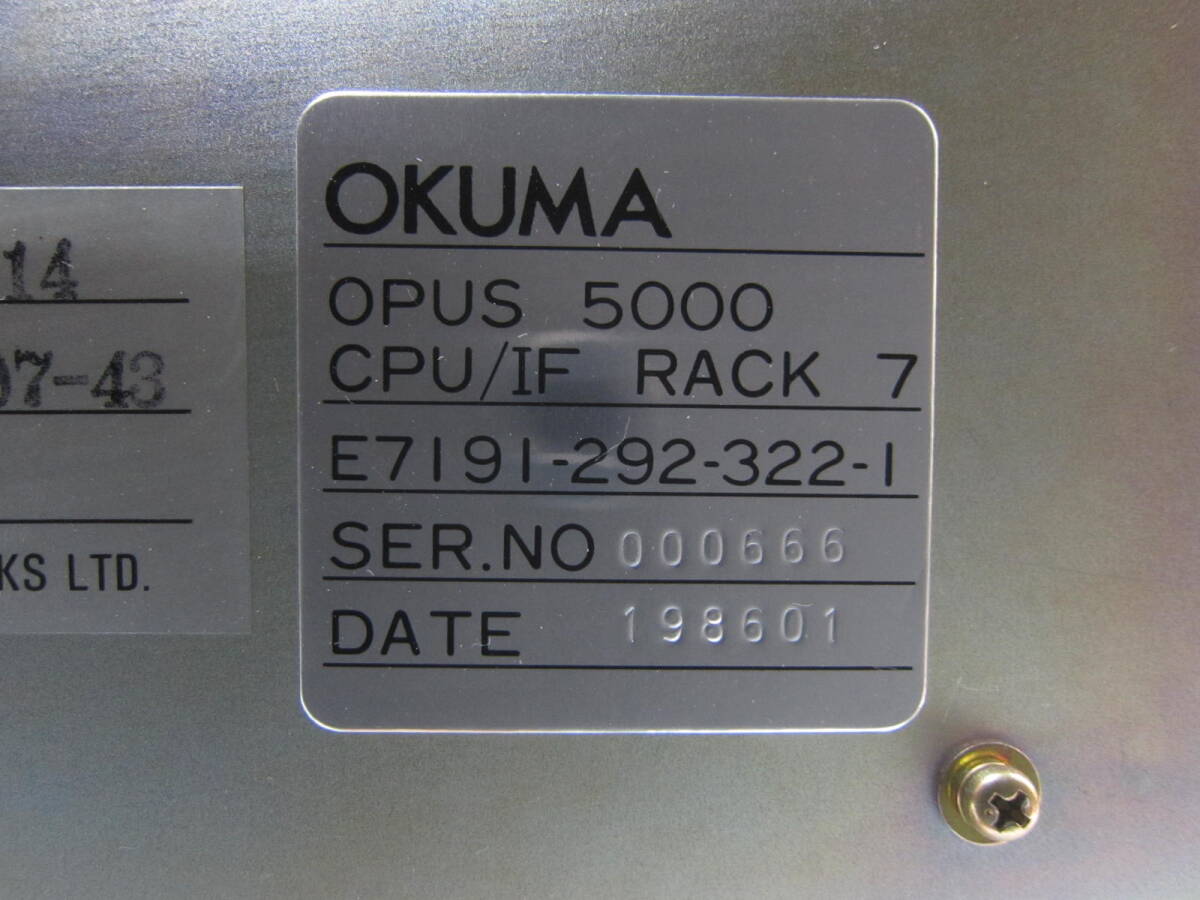 14
07-43
KS LTD.
OKUMA
OPUS 5000
CPU/IF RACK 7
E7191-292-322-1
SER.NO 000666
DATE 198601